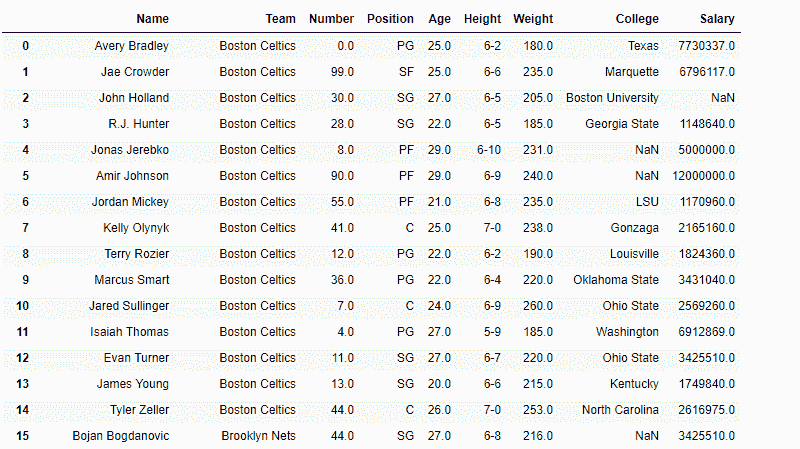 Name Team Number Position Age Height Weight College Salary
0 Avery Bradley Boston Celtics 0.0 PG 25.0 6-2 180.0 Texas 7730337.0
1 Jae Crowder Boston Celtics 99.0 SF 25.0 6-6 235.0 Marquette 6796117.0
2 John Holland Boston Celtics 30.0 SG 27.0 6-5 205.0 Boston University NaN
3 R.J. Hunter Boston Celtics 28.0 SG 22.0 6-5 185.0 Georgia State 1148640.0
4 Jonas Jerebko Boston Celtics 8.0 PF 29.0 6-10 231.0 NaN 5000000.0
5 Amir Johnson Boston Celtics 90.0 PF 29.0 6-9 240.0 NaN 12000000.0
6 Jordan Mickey Boston Celtics 55.0 PF 21.0 6-8 235.0 LSU 1170960.0
7 Kelly Olynyk Boston Celtics 41.0 C 25.0 7-0 238.0 Gonzaga 2165160.0
8 Terry Rozier Boston Celtics 12.0 PG 22.0 6-2 190.0 Louisville 1824360.0
9 Marcus Smart Boston Celtics 36.0 PG 22.0 6-4 220.0 Oklahoma State 3431040.0
10 Jared Sullinger Boston Celtics 7.0 C 24.0 6-9 260.0 Ohio State 2569260.0
11 Isaiah Thomas Boston Celtics 4.0 PG 27.0 5-9 185.0 Washington 6912869.0
12 Evan Turner Boston Celtics 11.0 SG 27.0 6-7 220.0 Ohio State 3425510.0
13 James Young Boston Celtics 13.0 SG 20.0 6-6 215.0 Kentucky 1749840.0
14 Tyler Zeller Boston Celtics 44.0 C 26.0 7-0 253.0 North Carolina 2616975.0
15 Bojan Bogdanovic Brooklyn Nets 44.0 SG 27.0 6-8 216.0 NaN 3425510.0